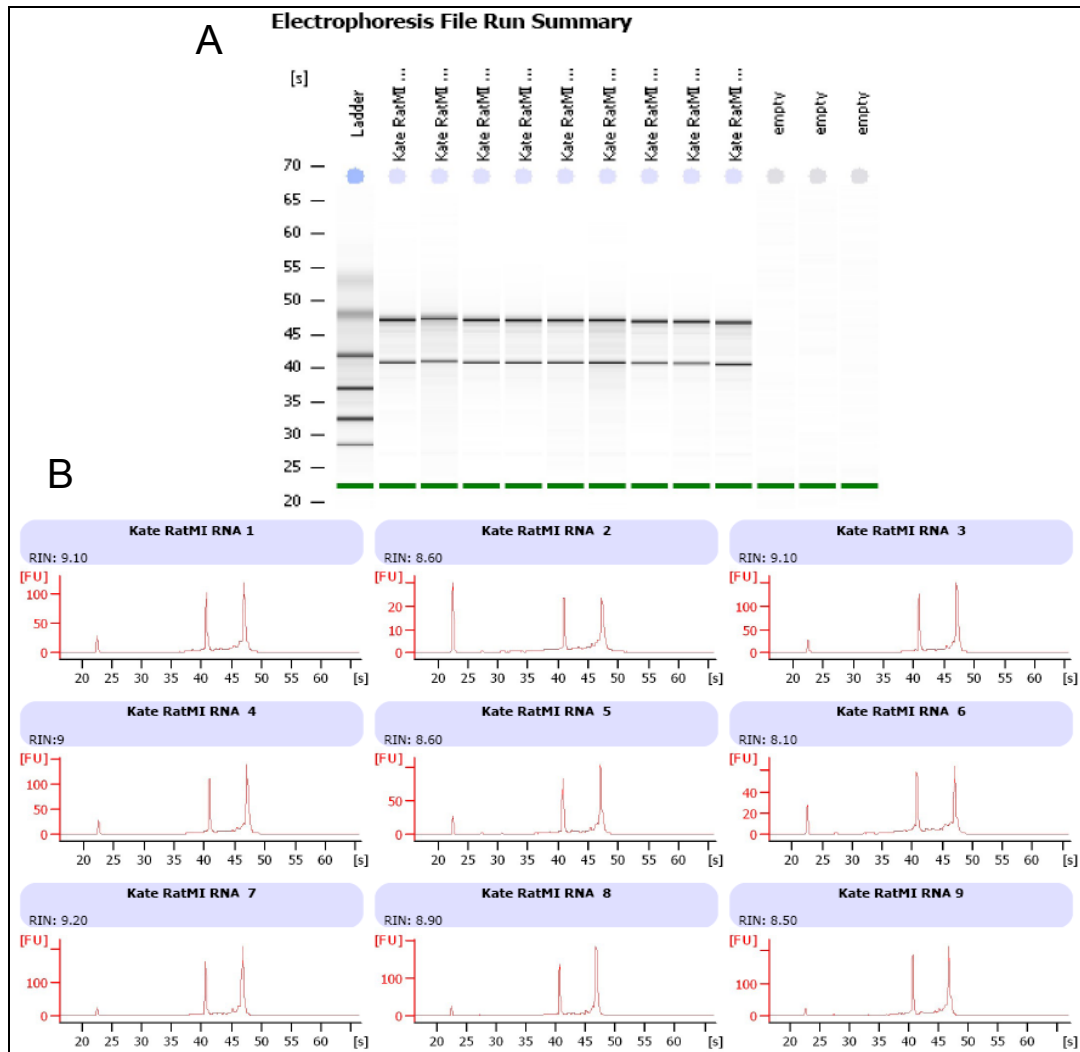 Electrophoresis File Run Summary
A
[s]
Ladder
Kate RatMI ...
Kate RatMI ...
Kate RatMI ...
Kate RatMI ...
Kate RatMI ...
Kate RatMI ...
Kate RatMI ...
Kate RatMI ...
Kate RatMI ...
empty
empty
empty
70
65
60
55
50
45
40
35
30
25
20
B
Kate RatMI RNA 1
RIN: 9.10
[FU]
100
50
0
20 25 30 35 40 45 50 55 60 [s]
Kate RatMI RNA 2
RIN: 8.60
[FU]
20
10
0
20 25 30 35 40 45 50 55 60 [s]
Kate RatMI RNA 3
RIN: 9.10
[FU]
100
50
0
20 25 30 35 40 45 50 55 60 [s]
Kate RatMI RNA 4
RIN:9
[FU]
100
50
0
20 25 30 35 40 45 50 55 60 [s]
Kate RatMI RNA 5
RIN: 8.60
[FU]
50
0
20 25 30 35 40 45 50 55 60 [s]
Kate RatMI RNA 6
RIN: 8.10
[FU]
40
20
0
20 25 30 35 40 45 50 55 60 [s]
Kate RatMI RNA 7
RIN: 9.20
[FU]
100
0
20 25 30 35 40 45 50 55 60 [s]
Kate RatMI RNA 8
RIN: 8.90
[FU]
100
0
20 25 30 35 40 45 50 55 60 [s]
Kate RatMI RNA 9
RIN: 8.50
[FU]
100
0
20 25 30 35 40 45 50 55 60 [s]